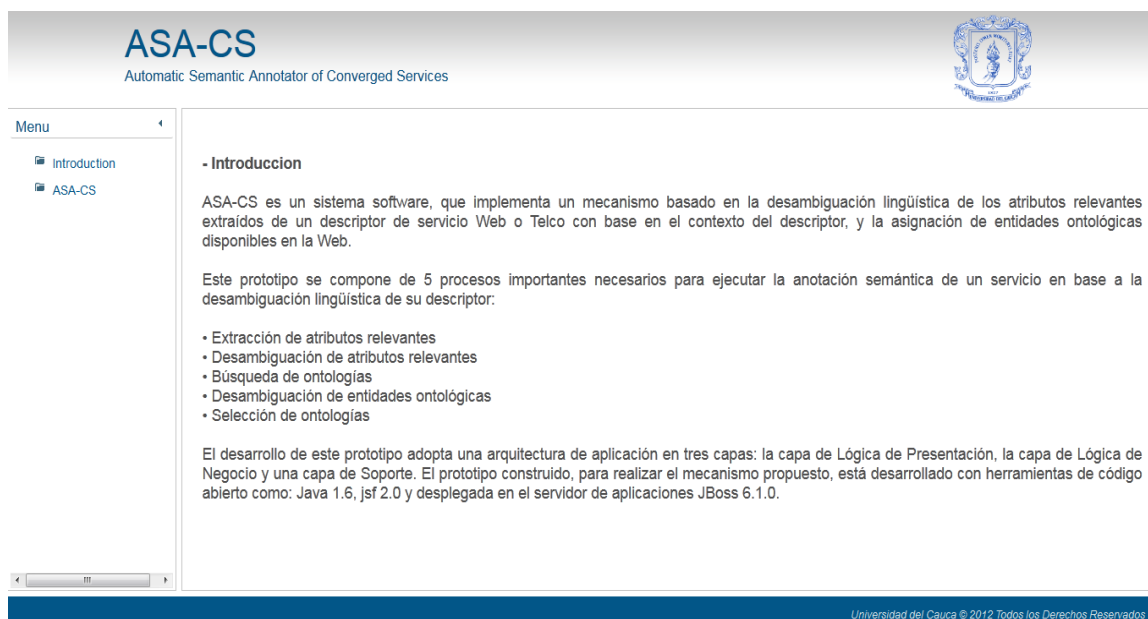 ASA-CS
Automatic Semantic Annotator of Converged Services
Menu
Introduction
ASA-CS
- Introduccion
ASA-CS es un sistema software, que implementa un mecanismo basado en la desambiguación lingüística de los atributos relevantes
extraídos de un descriptor de servicio Web o Telco con base en el contexto del descriptor, y la asignación de entidades ontológicas
disponibles en la Web.
Este prototipo se compone de 5 procesos importantes necesarios para ejecutar la anotación semántica de un servicio en base a la
desambiguación lingüística de su descriptor:
• Extracción de atributos relevantes
• Desambiguación de atributos relevantes
• Búsqueda de ontologías
• Desambiguación de entidades ontológicas
• Selección de ontologías
El desarrollo de este prototipo adopta una arquitectura de aplicación en tres capas: la capa de Lógica de Presentación, la capa de Lógica de
Negocio y una capa de Soporte. El prototipo construido, para realizar el mecanismo propuesto, está desarrollado con herramientas de código
abierto como: Java 1.6, jsf 2.0 y desplegada en el servidor de aplicaciones JBoss 6.1.0.
Universidad del Cauca © 2012 Todos los Derechos Reservados